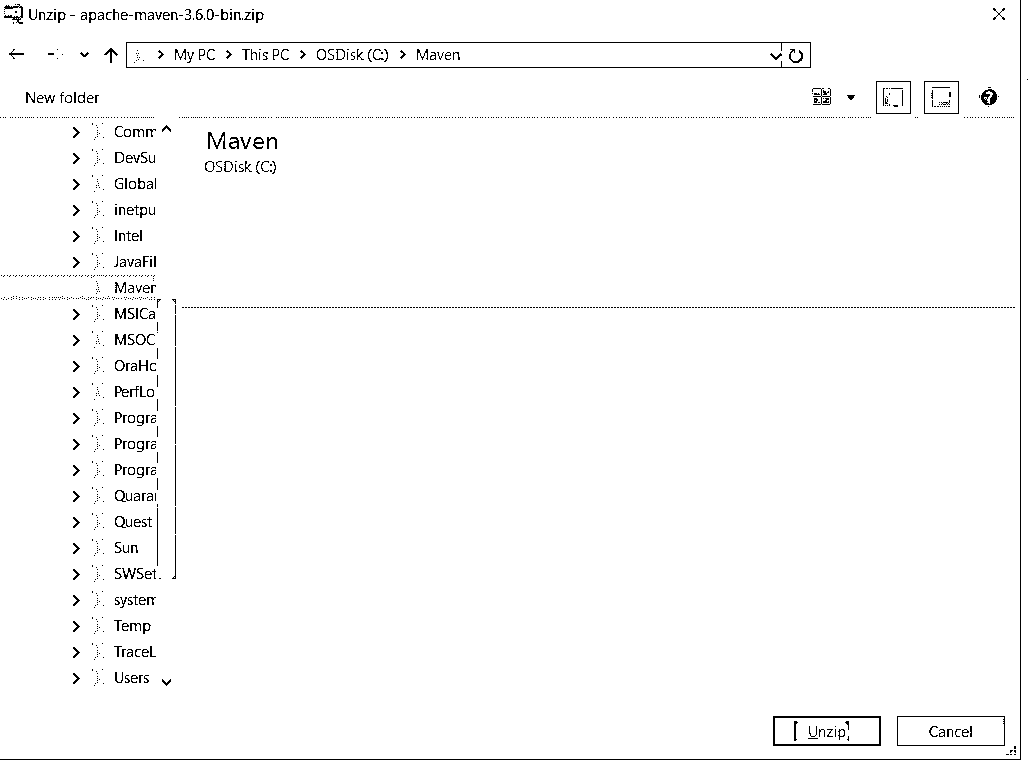 Unzip - apache-maven-3.6.0-bin.zip
My PC > This PC > OSDisk (C:) > Maven
New folder
Comm
DevSu
Global
inetpu
Intel
JavaFil
Maven
MSICa
MSOC
OraHo
PerfLo
Progra
Progra
Progra
Quarar
Quest
Sun
SWSet
system
Temp
TraceL
Users
Maven
OSDisk (C:)
Unzip
Cancel